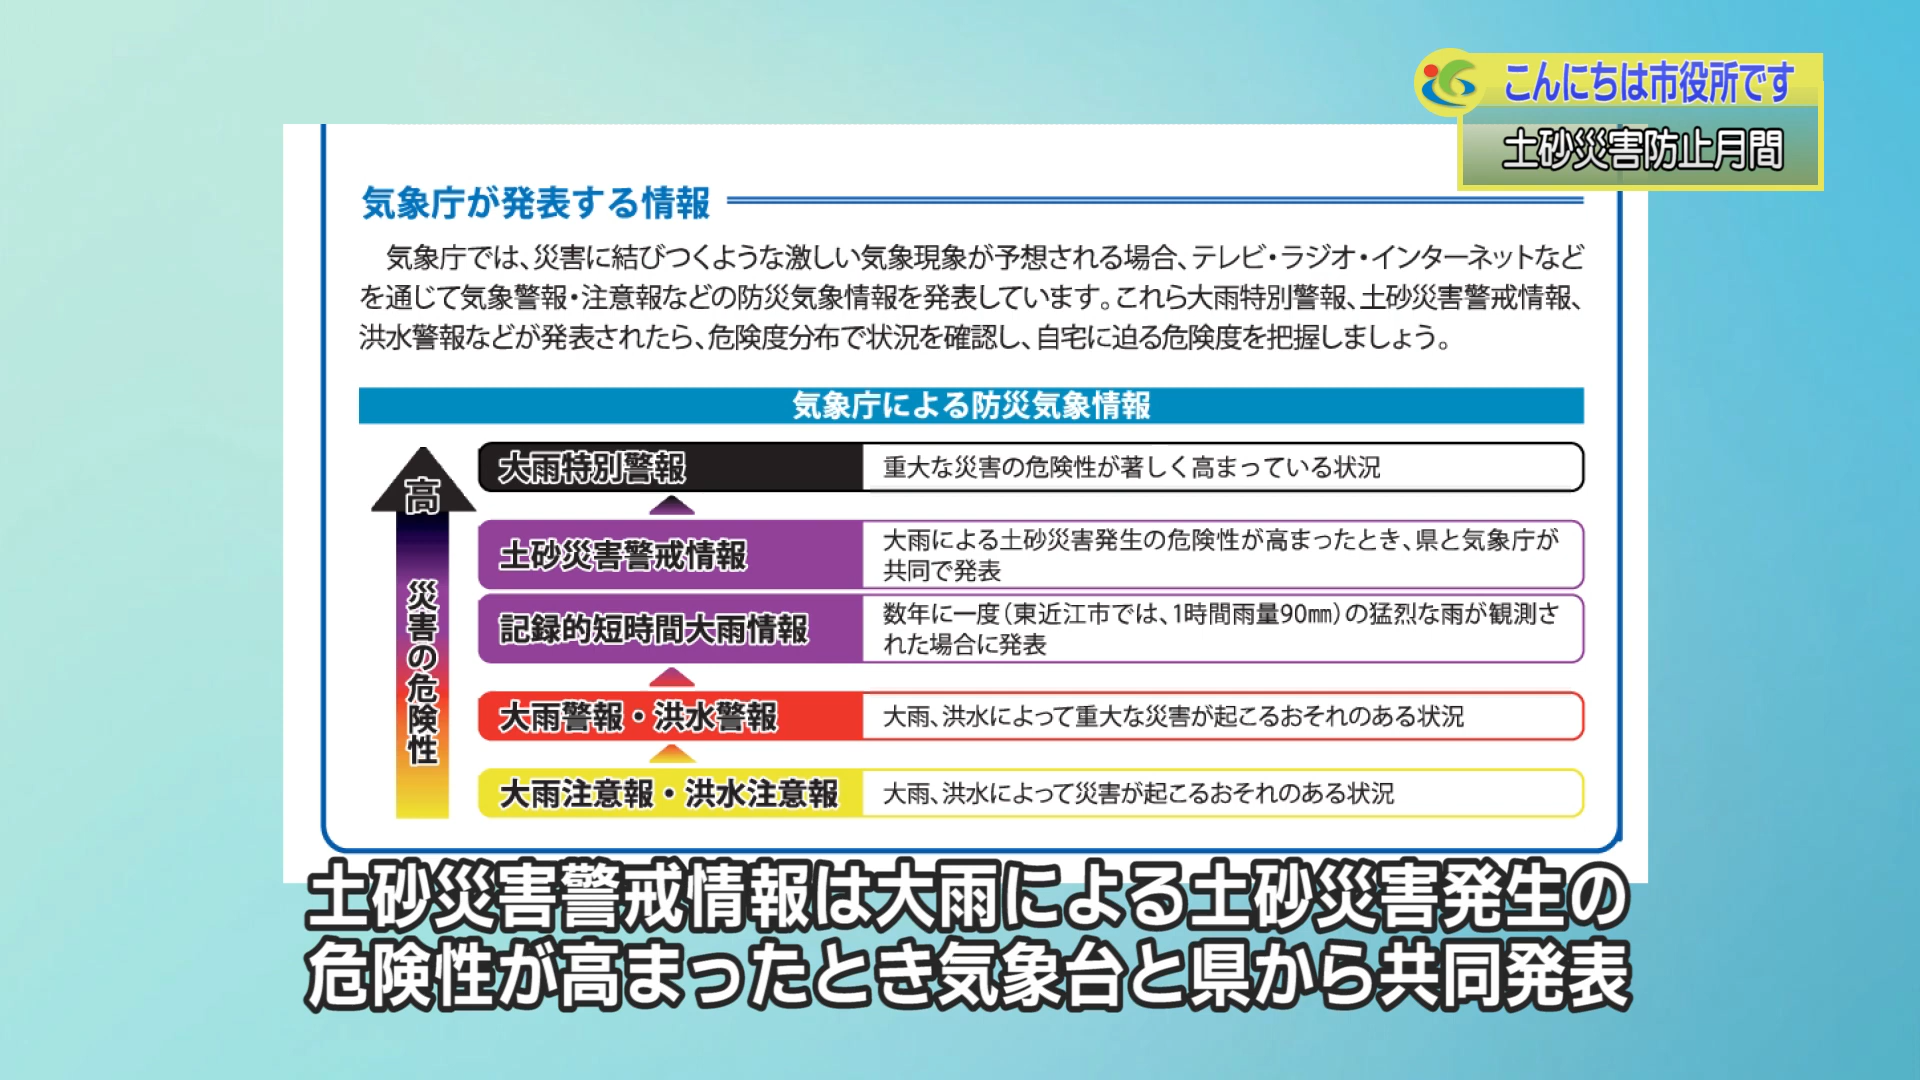 こんにちは市役所です
土砂災害防止月間
気象庁が発表する情報
気象庁では、災害に結びつくような激しい気象現象が予想される場合、テレビ・ラジオ・インターネットなど
を通じて気象警報・注意報などの防災気象情報を発表しています。これら大雨特別警報、土砂災害警戒情報、
洪水警報などが発表されたら、危険度分布で状況を確認し、自宅に迫る危険度を把握しましょう。
気象庁による防災気象情報
高
災害の危険性
大雨特別警報
重大な災害の危険性が著しく高まっている状況
土砂災害警戒情報
大雨による土砂災害発生の危険性が高まったとき、県と気象庁が
共同で発表
記録的短時間大雨情報
数年に一度（東近江市では、1時間雨量90㎜）の猛烈な雨が観測さ
れた場合に発表
大雨警報・洪水警報
大雨、洪水によって重大な災害が起こるおそれのある状況
大雨注意報・洪水注意報
大雨、洪水によって災害が起こるおそれのある状況
土砂災害警戒情報は大雨による土砂災害発生の
危険性が高まったとき気象台と県から共同発表